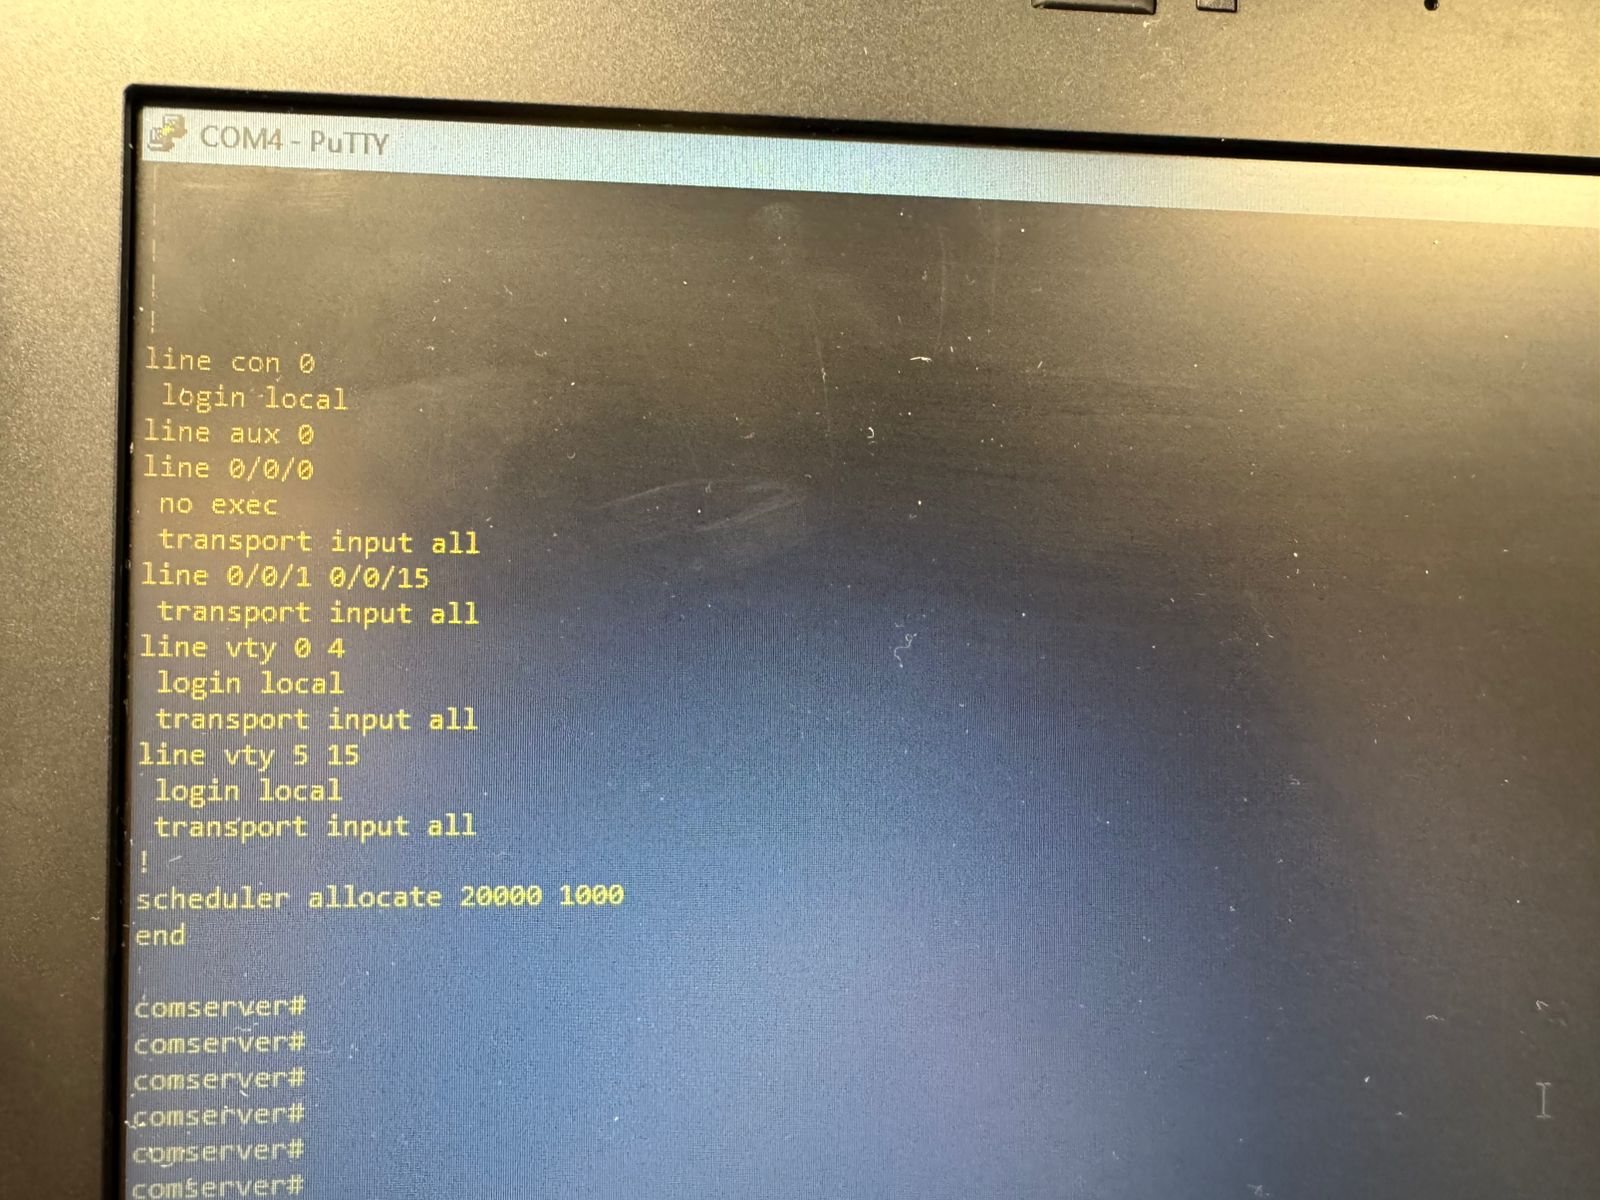 COM4 - PuTTY
!
line con 0
 login local
line aux 0
line 0/0/0
 no exec
 transport input all
line 0/0/1 0/0/15
 transport input all
line vty 0 4
 login local
 transport input all
line vty 5 15
 login local
 transport input all
!
scheduler allocate 20000 1000
end
comserver#
comserver#
comserver#
comserver#
comserver#
comserver#